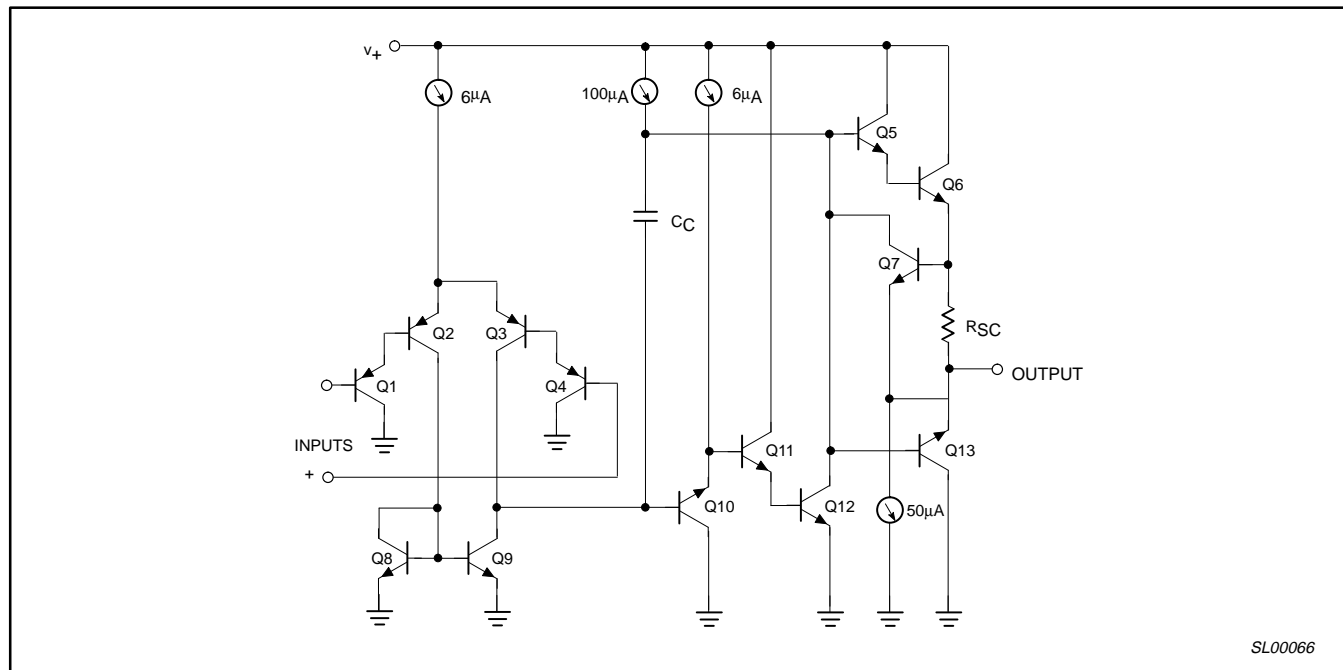 V+
6μA
100μA
6μA
Q5
Q6
CC
Q7
Q2
Q3
RSC
Q1
Q4
OUTPUT
INPUTS
Q11
Q13
+
Q10
Q12
50μA
Q8
Q9
SL00066